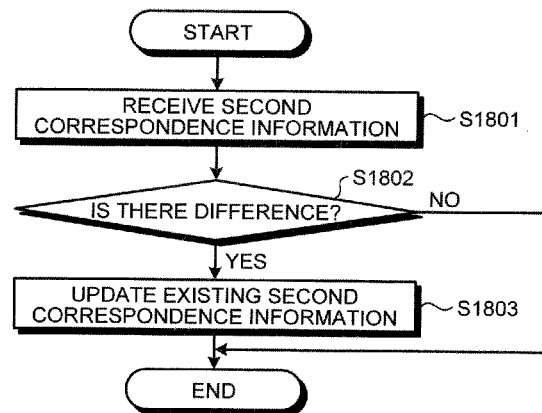 START
RECEIVE SECOND
CORRESPONDENCE INFORMATION
S1801
S1802
IS THERE DIFFERENCE?
NO
YES
UPDATE EXISTING SECOND
CORRESPONDENCE INFORMATION
S1803
END